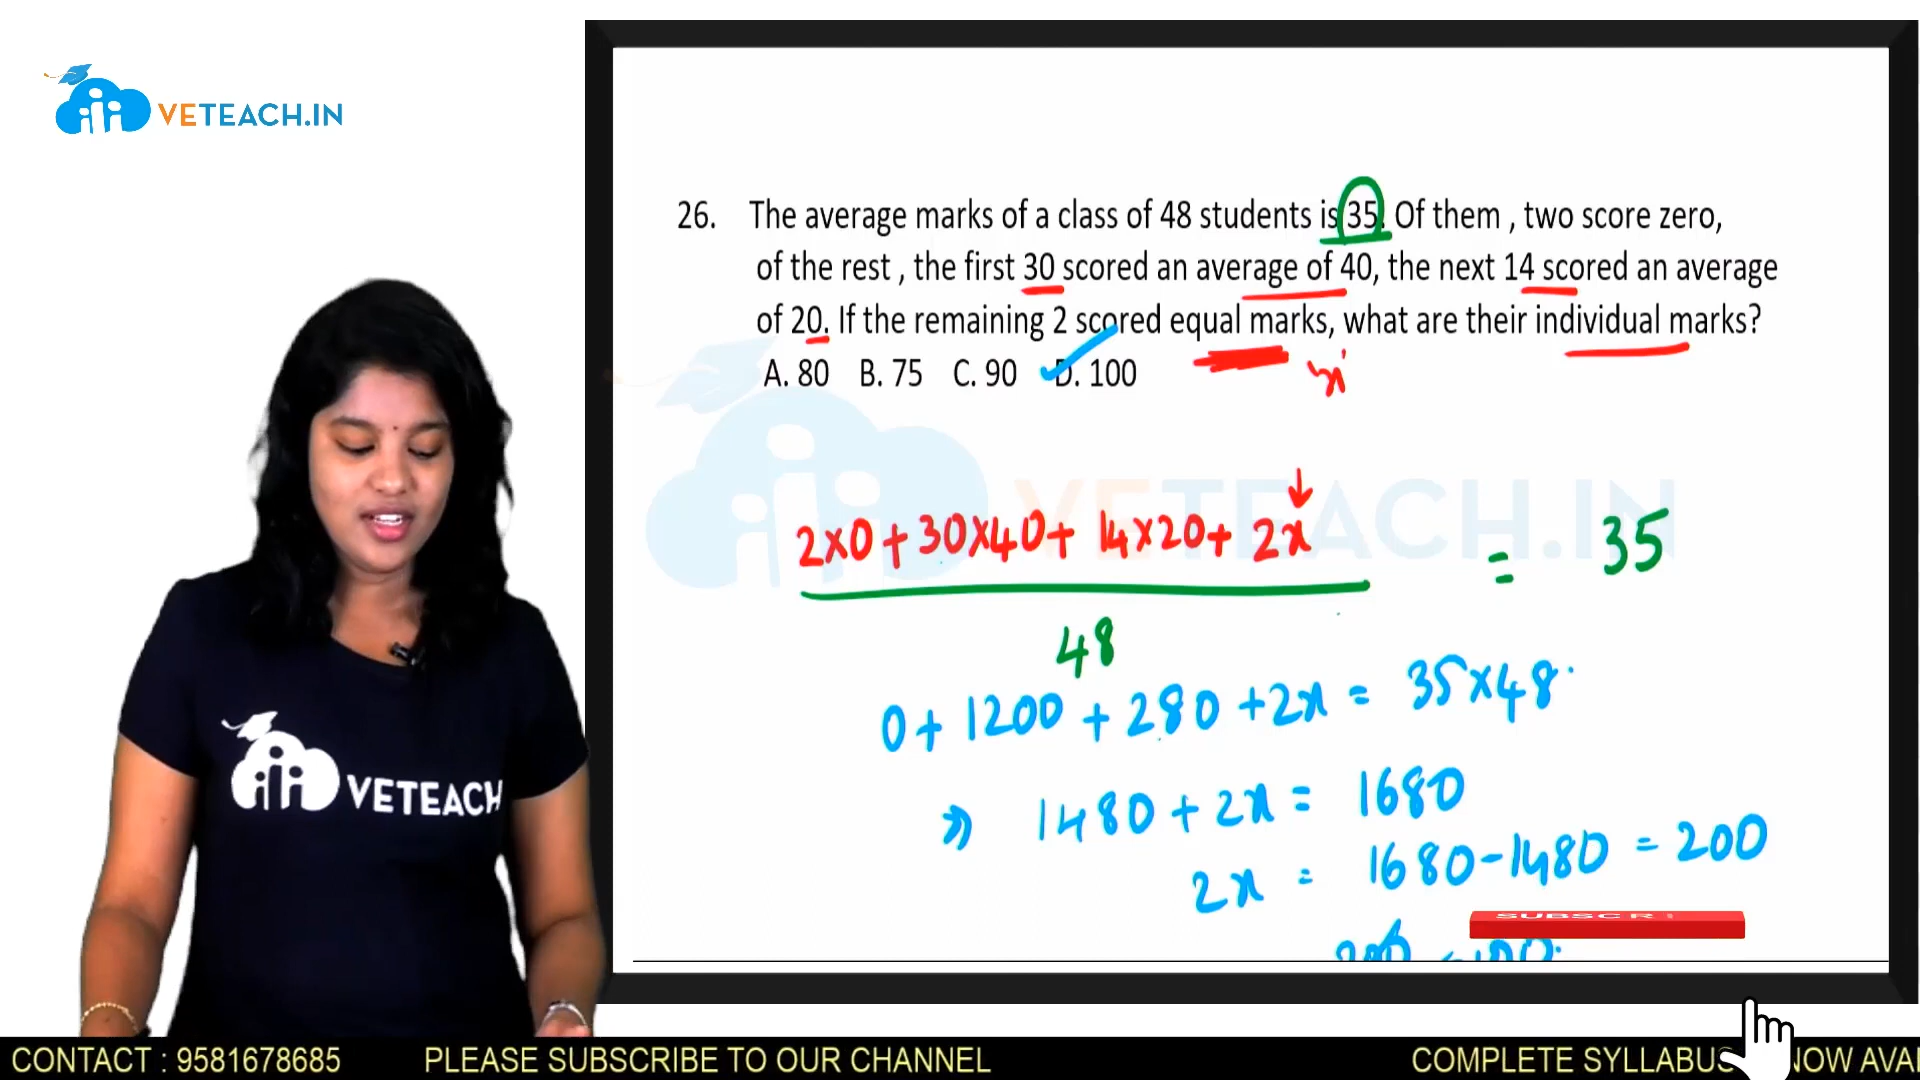 VETEACH.IN
26. The average marks of a class of 48 students is 35. Of them , two score zero,
of the rest , the first 30 scored an average of 40, the next 14 scored an average
of 20. If the remaining 2 scored equal marks, what are their individual marks?
A. 80 B. 75 C. 90 D. 100
x
VETEACH.IN
2x0 + 30x40 + 14x20 + 2x = 35
48
0 + 1200 + 280 + 2x = 35x48
⇒ 1480 + 2x = 1680
2x = 1680 - 1480 = 200
VETEACH
SUBSCRI
CONTACT : 9581678685 PLEASE SUBSCRIBE TO OUR CHANNEL COMPLETE SYLLABUS NOW AVAI